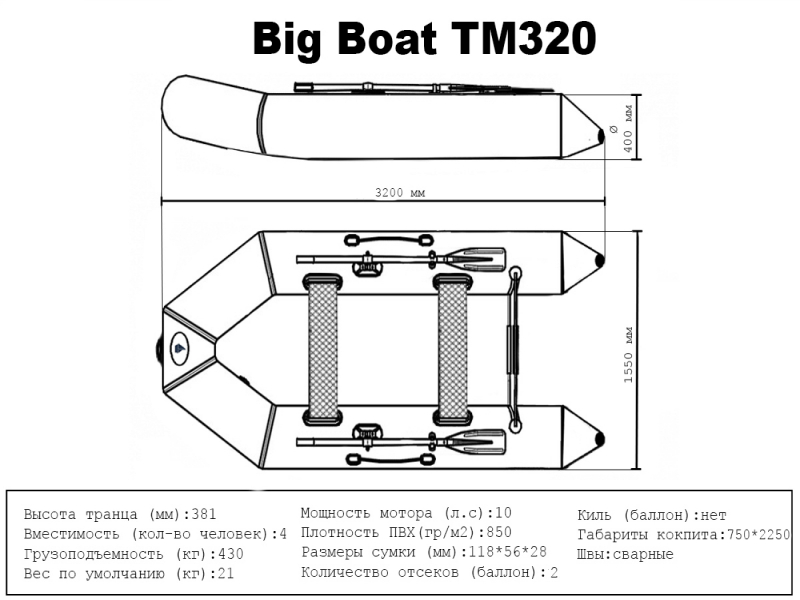 Big Boat TM320
Ø 400 мм
3200 мм
1550 мм
Высота транца (мм):381
Вместимость (кол-во человек):4
Грузоподъемность (кг):430
Вес по умолчанию (кг):21
Мощность мотора (л.с):10
Плотность ПВХ(гр/м2):850
Размеры сумки (мм):118*56*28
Количество отсеков (баллон):2
Киль (баллон):нет
Габариты кокпита:750*2250
Швы:сварные